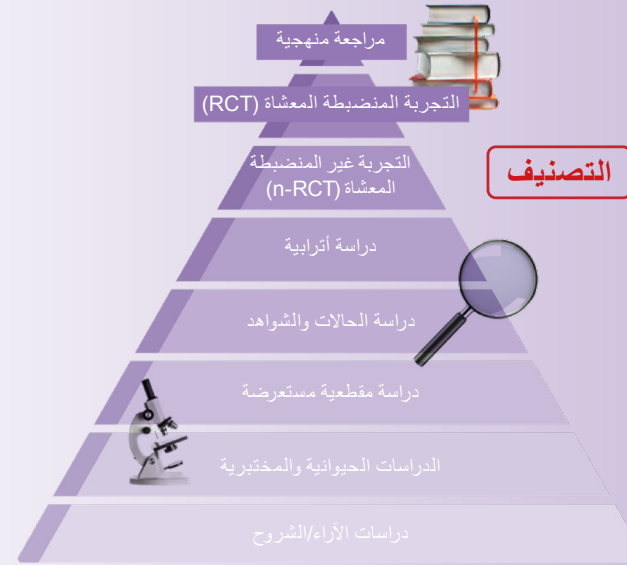 مراجعة منهجية
التجربة المنضبطة المعشاة (RCT)
التجربة غير المنضبطة
المعشاة (n-RCT)
التصنيف
دراسة أترابية
دراسة الحالات والشواهد
دراسة مقطعية مستعرضة
الدراسات الحيوانية والمختبرية
دراسات الآراء/الشروح